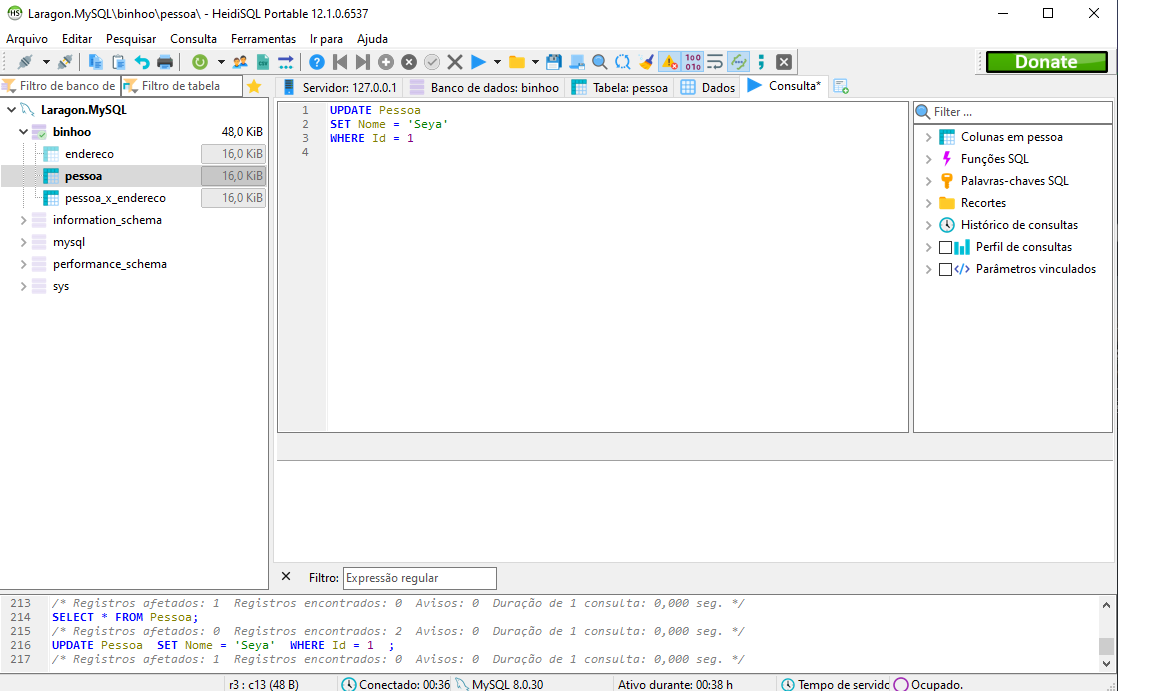 Laragon.MySQL\binhoo\pessoa\ - HeidiSQL Portable 12.1.0.6537
Arquivo Editar Pesquisar Consulta Ferramentas Ir para Ajuda
Donate
Filtro de banco de
Filtro de tabela
Servidor: 127.0.0.1
Banco de dados: binhoo
Tabela: pessoa
Dados
Consulta*
Laragon.MySQL
binhoo 48,0 KiB
endereco 16,0 KiB
pessoa 16,0 KiB
pessoa_x_endereco 16,0 KiB
information_schema
mysql
performance_schema
sys
1 UPDATE Pessoa
2 SET Nome = 'Seya'
3 WHERE Id = 1
4
Filter ...
Colunas em pessoa
Funções SQL
Palavras-chaves SQL
Recortes
Histórico de consultas
Perfil de consultas
Parâmetros vinculados
Filtro: Expressão regular
213 /* Registros afetados: 1  Registros encontrados: 0  Avisos: 0  Duração de 1 consulta: 0,000 seg. */
214 SELECT * FROM Pessoa;
215 /* Registros afetados: 0  Registros encontrados: 2  Avisos: 0  Duração de 1 consulta: 0,000 seg. */
216 UPDATE Pessoa  SET Nome = 'Seya'  WHERE Id = 1  ;
217 /* Registros afetados: 1  Registros encontrados: 0  Avisos: 0  Duração de 1 consulta: 0,000 seg. */
r3 : c13 (48 B)
Conectado: 00:36
MySQL 8.0.30
Ativo durante: 00:38 h
Tempo de servidc
Ocupado.